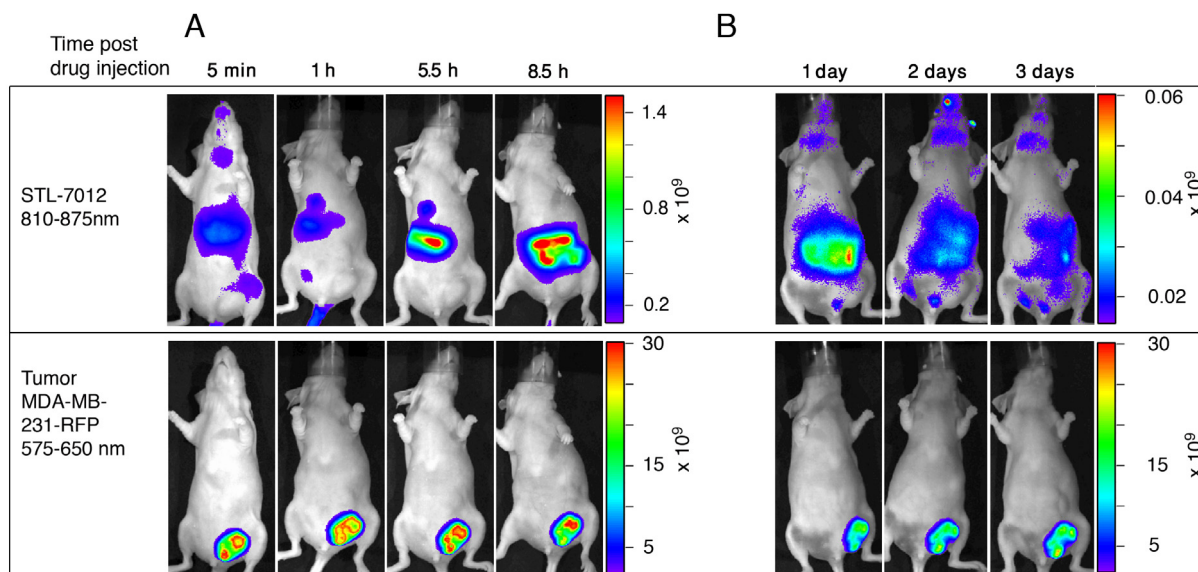 A
B
Time post
drug injection
5 min
1 h
5.5 h
8.5 h
1 day
2 days
3 days
STL-7012
810-875nm
1.4
0.8
0.2
x 10⁹
0.06
0.04
0.02
x 10⁹
Tumor
MDA-MB-
231-RFP
575-650 nm
30
15
5
x 10⁹
30
15
5
x 10⁹